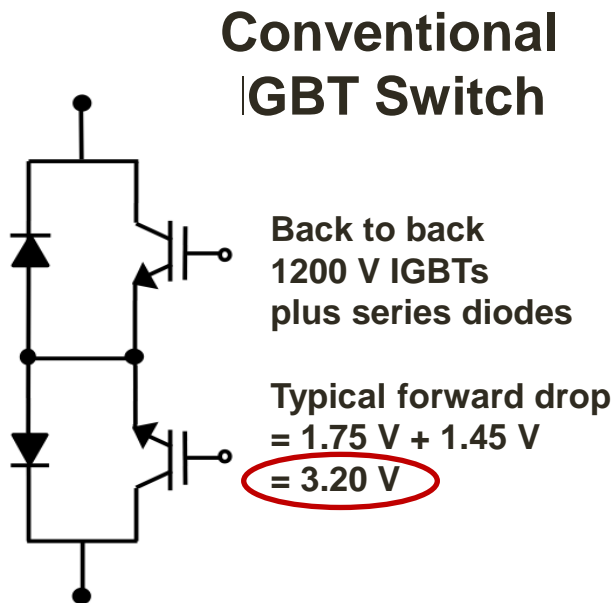 Conventional
IGBT Switch
Back to back
1200 V IGBTs
plus series diodes
Typical forward drop
= 1.75 V + 1.45 V
= 3.20 V